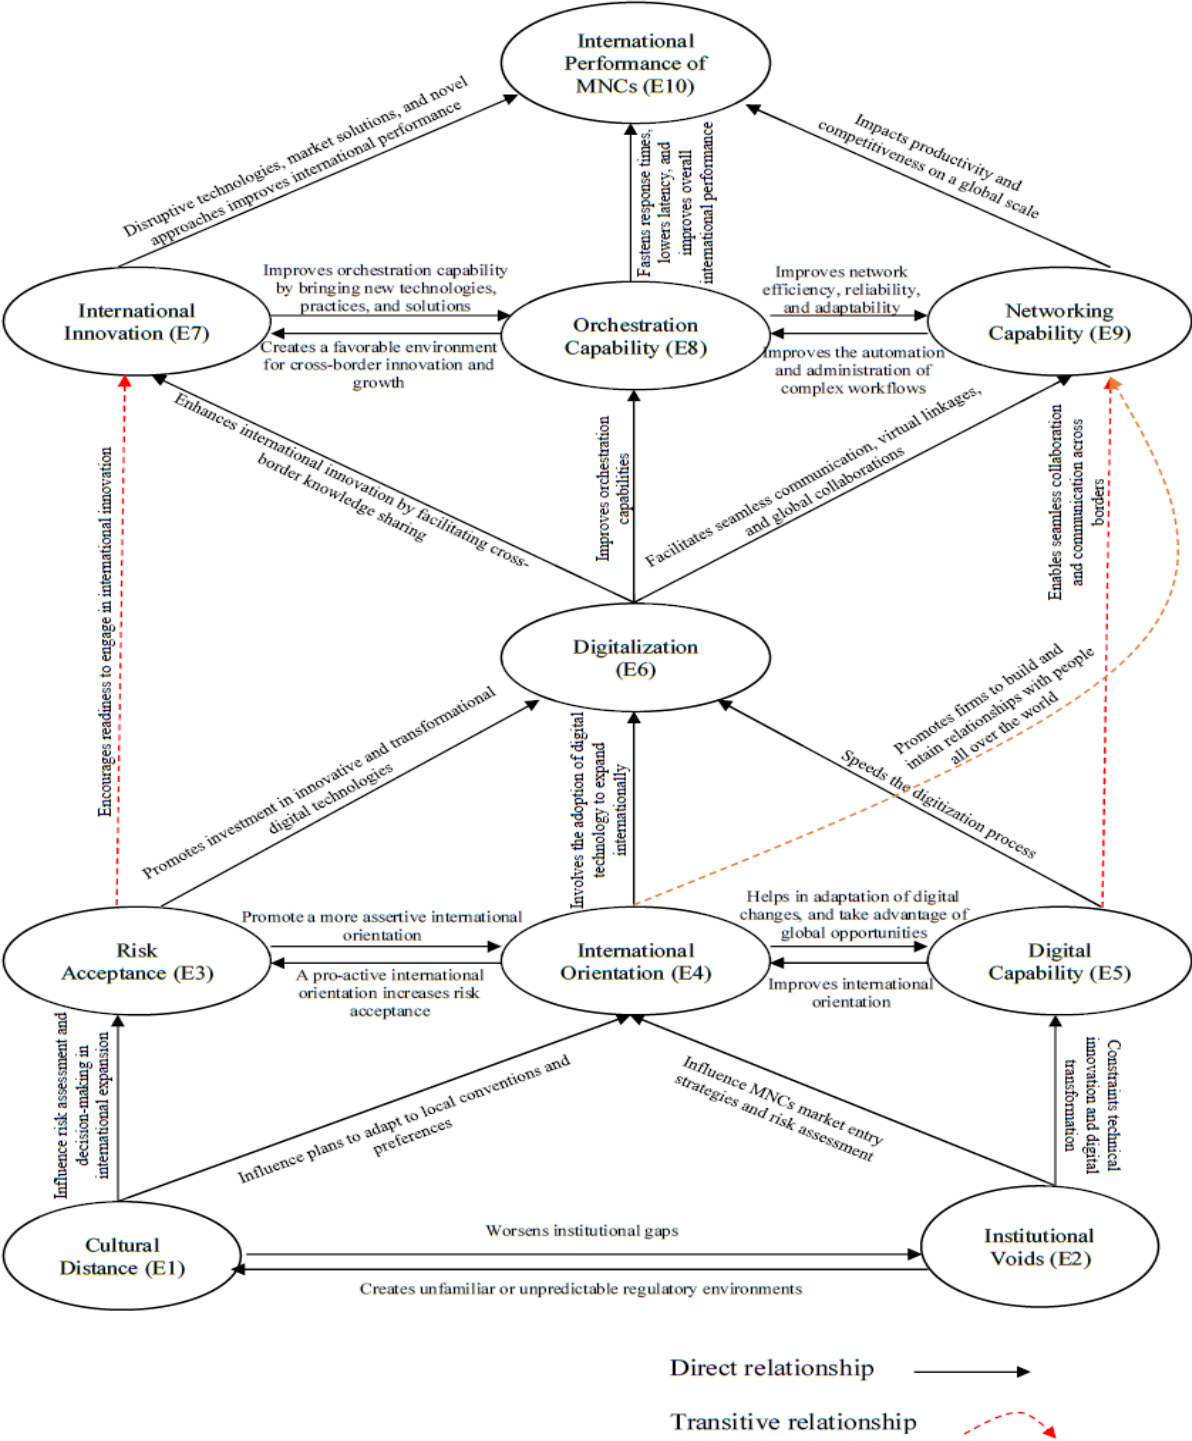 International
Performance of
MNCs (E10)
Disruptive technologies, market solutions, and novel
approaches improves international performance
Fastens response times,
lowers latency, and
improves overall
international performance
Impacts productivity and
competitiveness on a global scale
International
Innovation (E7)
Improves orchestration capability
by bringing new technologies,
practices, and solutions
Creates a favorable environment
for cross-border innovation and
growth
Orchestration
Capability (E8)
Improves network
efficiency, reliability,
and adaptability
Improves the automation
and administration of
complex workflows
Networking
Capability (E9)
Encourages readiness to engage in international innovation
Enhances international innovation by facilitating cross-
border knowledge sharing
Improves orchestration
capabilities
Facilitates seamless communication, virtual linkages,
and global collaborations
Enables seamless collaboration
and communication across
borders
Digitalization
(E6)
Promotes investment in innovative and transformational
digital technologies
Involves the adoption of digital
technology to expand
internationally
Speeds the digitization process
Promotes firms to build and
intain relationships with people
all over the world
Risk
Acceptance (E3)
Promote a more assertive international
orientation
A pro-active international
orientation increases risk
acceptance
International
Orientation (E4)
Helps in adaptation of digital
changes, and take advantage of
global opportunities
Improves international
orientation
Digital
Capability (E5)
Influence risk assessment and
decision-making in
international expansion
Influence plans to adapt to local conventions and
preferences
Influence MNCs market entry
strategies and risk assessment
Constraints technical
innovation and digital
transformation
Cultural
Distance (E1)
Worsens institutional gaps
Creates unfamiliar or unpredictable regulatory environments
Institutional
Voids (E2)
Direct relationship
Transitive relationship